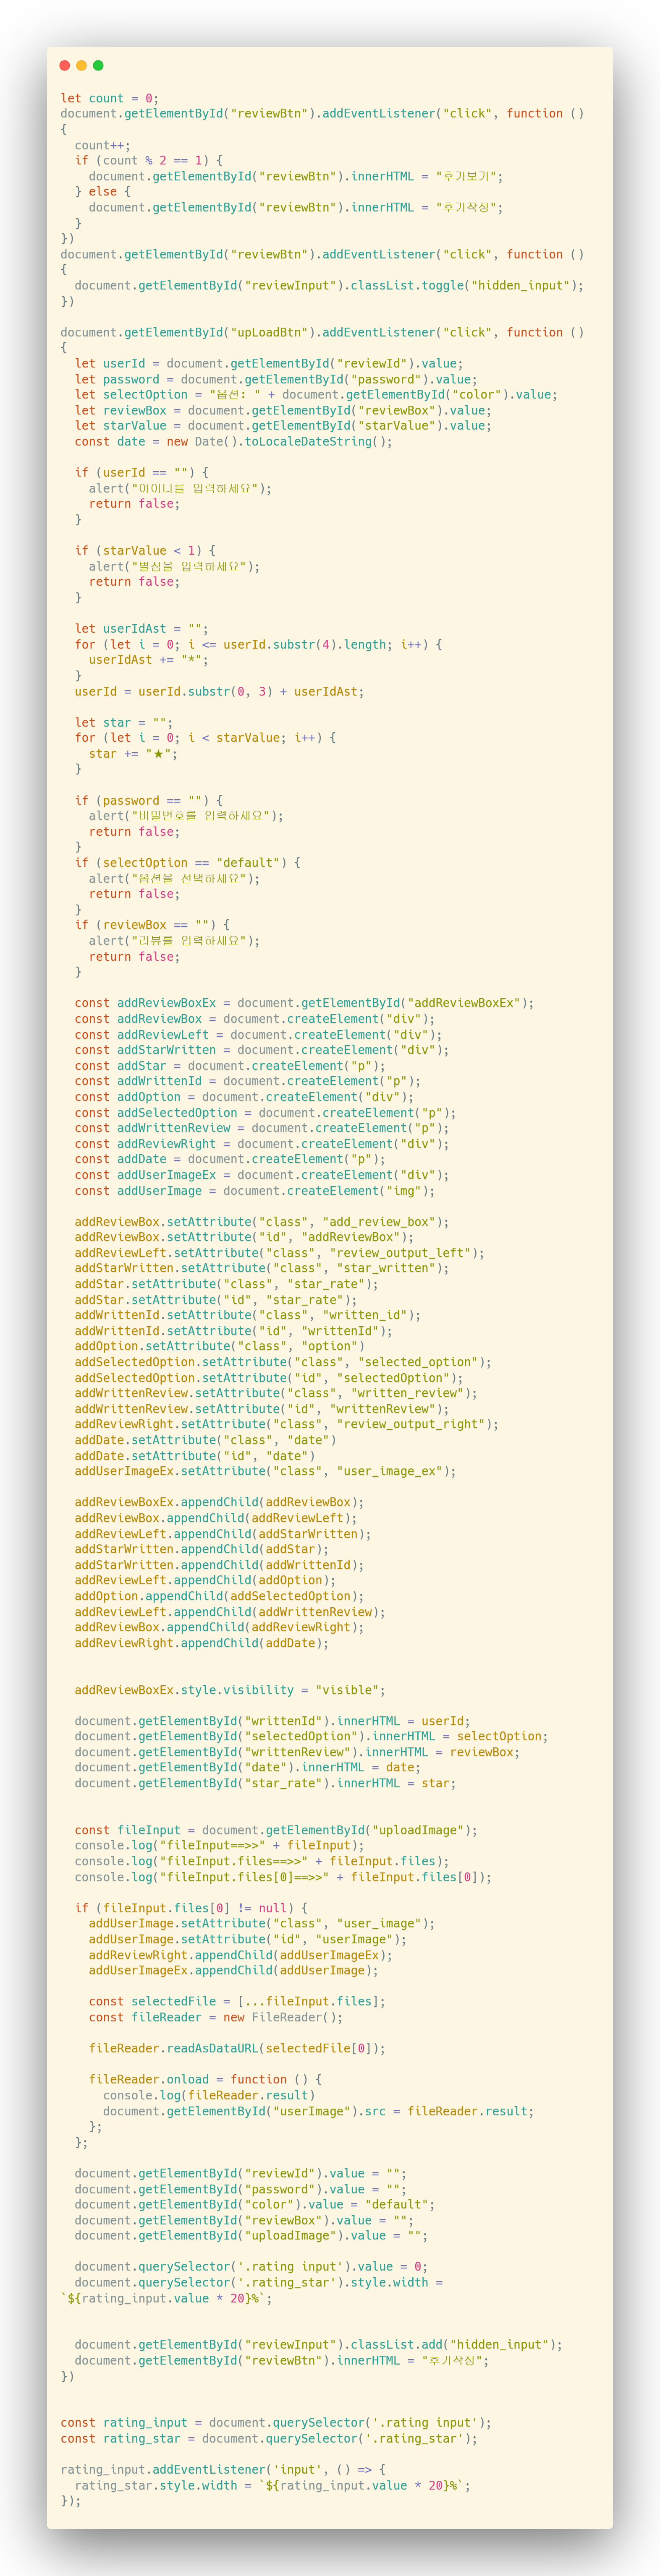 let count = 0;
document.getElementById("reviewBtn").addEventListener("click", function ()
{
  count++;
  if (count % 2 == 1) {
    document.getElementById("reviewBtn").innerHTML = "후기보기";
  } else {
    document.getElementById("reviewBtn").innerHTML = "후기작성";
  }
})
document.getElementById("reviewBtn").addEventListener("click", function ()
{
  document.getElementById("reviewInput").classList.toggle("hidden_input");
})

document.getElementById("upLoadBtn").addEventListener("click", function ()
{
  let userId = document.getElementById("reviewId").value;
  let password = document.getElementById("password").value;
  let selectOption = "옵션: " + document.getElementById("color").value;
  let reviewBox = document.getElementById("reviewBox").value;
  let starValue = document.getElementById("starValue").value;
  const date = new Date().toLocaleDateString();

  if (userId == "") {
    alert("아이디를 입력하세요");
    return false;
  }

  if (starValue < 1) {
    alert("별점을 입력하세요");
    return false;
  }

  let userIdAst = "";
  for (let i = 0; i <= userId.substr(4).length; i++) {
    userIdAst += "*";
  }
  userId = userId.substr(0, 3) + userIdAst;

  let star = "";
  for (let i = 0; i < starValue; i++) {
    star += "★";
  }

  if (password == "") {
    alert("비밀번호를 입력하세요");
    return false;
  }
  if (selectOption == "default") {
    alert("옵션을 선택하세요");
    return false;
  }
  if (reviewBox == "") {
    alert("리뷰를 입력하세요");
    return false;
  }

  const addReviewBoxEx = document.getElementById("addReviewBoxEx");
  const addReviewBox = document.createElement("div");
  const addReviewLeft = document.createElement("div");
  const addStarWritten = document.createElement("div");
  const addStar = document.createElement("p");
  const addWrittenId = document.createElement("p");
  const addOption = document.createElement("div");
  const addSelectedOption = document.createElement("p");
  const addWrittenReview = document.createElement("p");
  const addReviewRight = document.createElement("div");
  const addDate = document.createElement("p");
  const addUserImageEx = document.createElement("div");
  const addUserImage = document.createElement("img");

  addReviewBox.setAttribute("class", "add_review_box");
  addReviewBox.setAttribute("id", "addReviewBox");
  addReviewLeft.setAttribute("class", "review_output_left");
  addStarWritten.setAttribute("class", "star_written");
  addStar.setAttribute("class", "star_rate");
  addStar.setAttribute("id", "star_rate");
  addWrittenId.setAttribute("class", "written_id");
  addWrittenId.setAttribute("id", "writtenId");
  addOption.setAttribute("class", "option")
  addSelectedOption.setAttribute("class", "selected_option");
  addSelectedOption.setAttribute("id", "selectedOption");
  addWrittenReview.setAttribute("class", "written_review");
  addWrittenReview.setAttribute("id", "writtenReview");
  addReviewRight.setAttribute("class", "review_output_right");
  addDate.setAttribute("class", "date")
  addDate.setAttribute("id", "date")
  addUserImageEx.setAttribute("class", "user_image_ex");

  addReviewBoxEx.appendChild(addReviewBox);
  addReviewBox.appendChild(addReviewLeft);
  addReviewLeft.appendChild(addStarWritten);
  addStarWritten.appendChild(addStar);
  addStarWritten.appendChild(addWrittenId);
  addReviewLeft.appendChild(addOption);
  addOption.appendChild(addSelectedOption);
  addReviewLeft.appendChild(addWrittenReview);
  addReviewBox.appendChild(addReviewRight);
  addReviewRight.appendChild(addDate);


  addReviewBoxEx.style.visibility = "visible";

  document.getElementById("writtenId").innerHTML = userId;
  document.getElementById("selectedOption").innerHTML = selectOption;
  document.getElementById("writtenReview").innerHTML = reviewBox;
  document.getElementById("date").innerHTML = date;
  document.getElementById("star_rate").innerHTML = star;


  const fileInput = document.getElementById("uploadImage");
  console.log("fileInput==>>" + fileInput);
  console.log("fileInput.files==>>" + fileInput.files);
  console.log("fileInput.files[0]==>>" + fileInput.files[0]);

  if (fileInput.files[0] != null) {
    addUserImage.setAttribute("class", "user_image");
    addUserImage.setAttribute("id", "userImage");
    addReviewRight.appendChild(addUserImageEx);
    addUserImageEx.appendChild(addUserImage);

    const selectedFile = [...fileInput.files];
    const fileReader = new FileReader();

    fileReader.readAsDataURL(selectedFile[0]);

    fileReader.onload = function () {
      console.log(fileReader.result)
      document.getElementById("userImage").src = fileReader.result;
    };
  };

  document.getElementById("reviewId").value = "";
  document.getElementById("password").value = "";
  document.getElementById("color").value = "default";
  document.getElementById("reviewBox").value = "";
  document.getElementById("uploadImage").value = "";

  document.querySelector('.rating input').value = 0;
  document.querySelector('.rating_star').style.width =
`${rating_input.value * 20}%`;


  document.getElementById("reviewInput").classList.add("hidden_input");
  document.getElementById("reviewBtn").innerHTML = "후기작성";
})


const rating_input = document.querySelector('.rating input');
const rating_star = document.querySelector('.rating_star');

rating_input.addEventListener('input', () => {
  rating_star.style.width = `${rating_input.value * 20}%`;
});